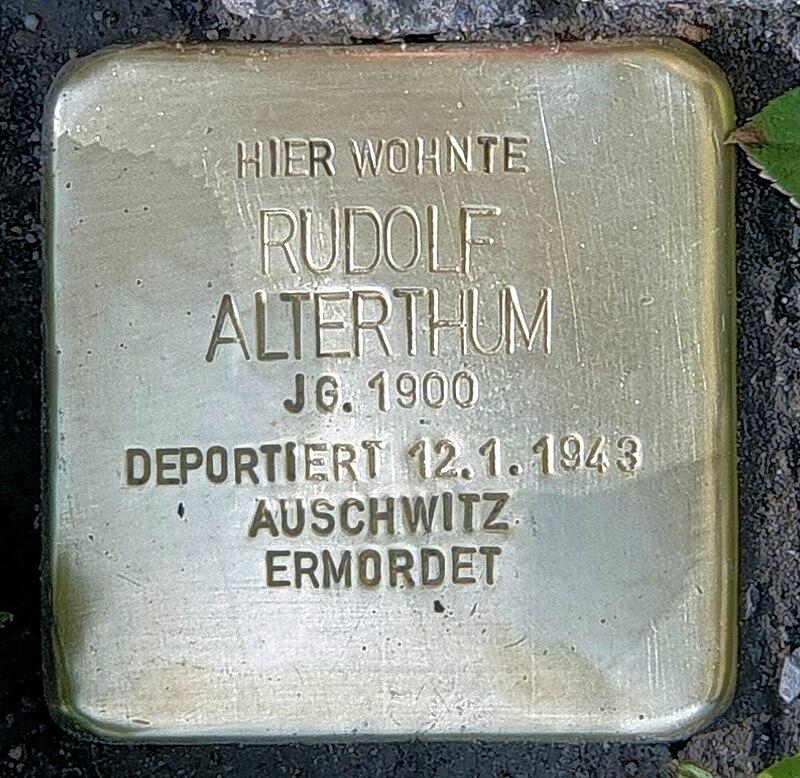 HIER WOHNTE
RUDOLF
ALTERTHUM
JG. 1900
DEPORTIERT 12.1.1943
AUSCHWITZ
ERMORDET